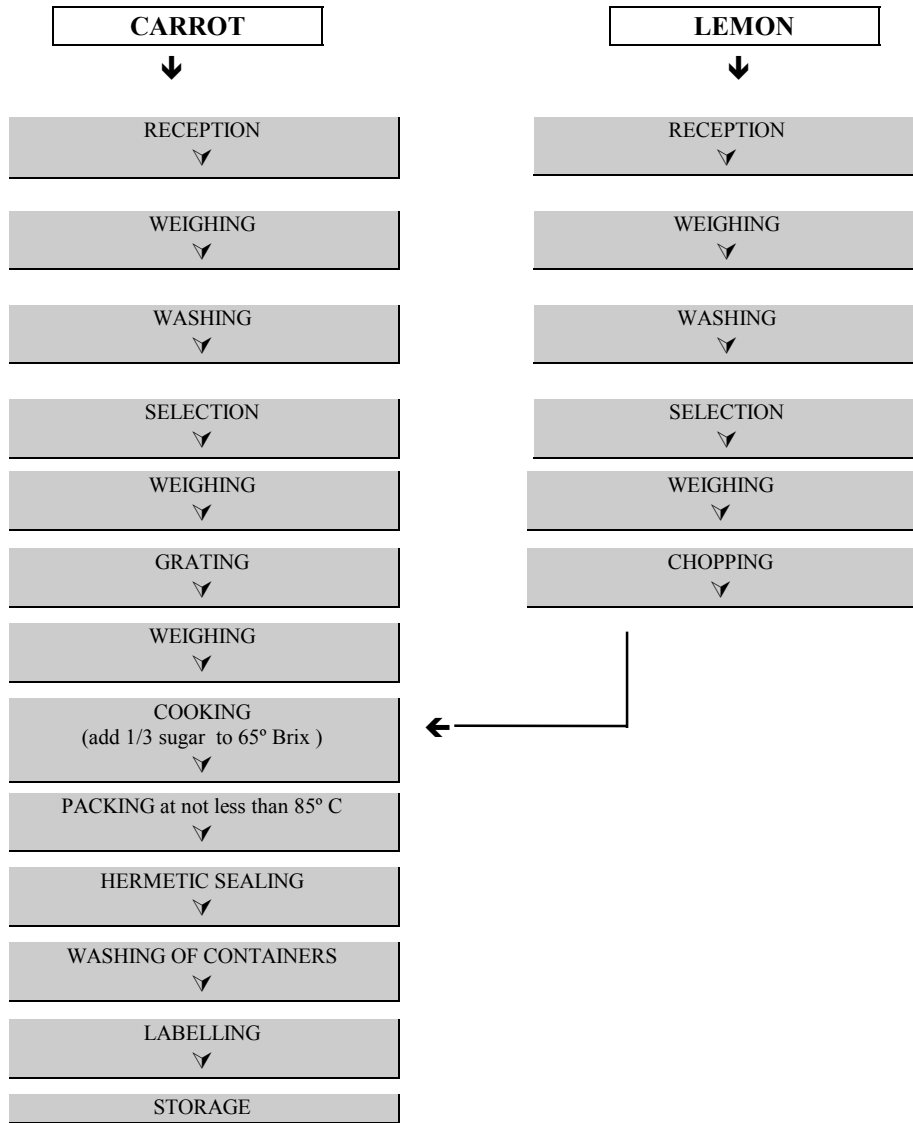 CARROT
RECEPTION
WEIGHING
WASHING
SELECTION
WEIGHING
GRATING
WEIGHING
COOKING
(add 1/3 sugar to 65º Brix )
PACKING at not less than 85º C
HERMETIC SEALING
WASHING OF CONTAINERS
LABELLING
STORAGE
LEMON
RECEPTION
WEIGHING
WASHING
SELECTION
WEIGHING
CHOPPING